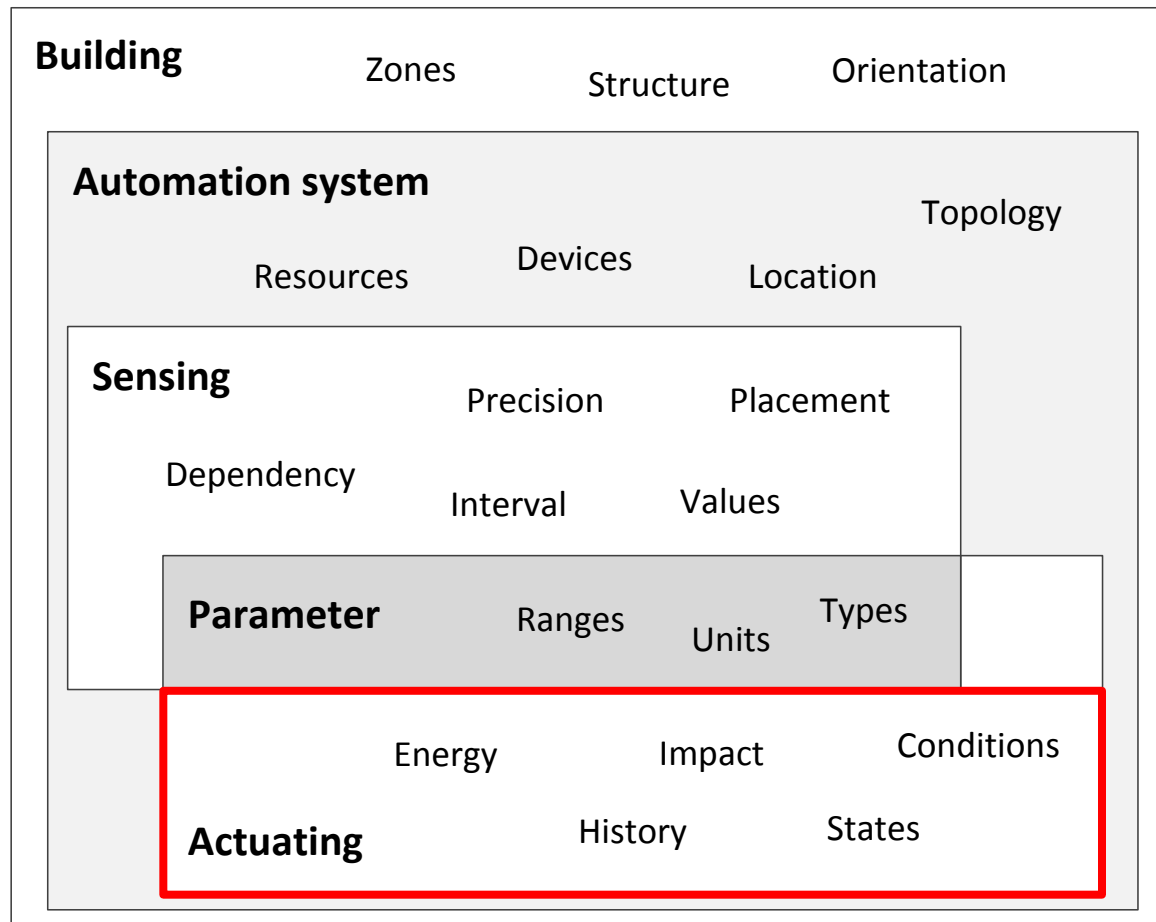 Building
Zones
Structure
Orientation
Automation system
Topology
Resources
Devices
Location
Sensing
Precision
Placement
Dependency
Interval
Values
Parameter
Ranges
Units
Types
Energy
Impact
Conditions
Actuating
History
States